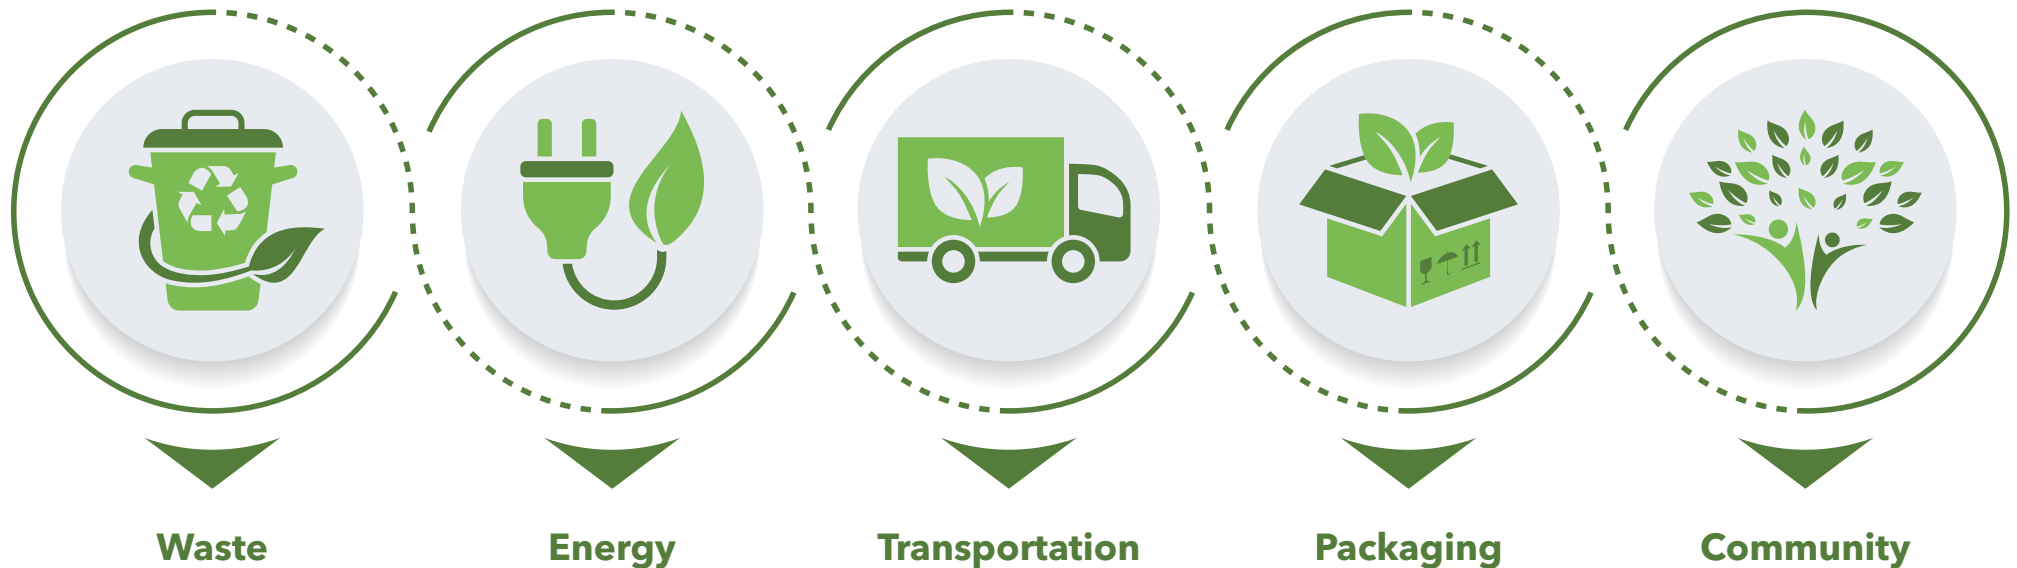 Waste
Energy
Transportation
Packaging
Community